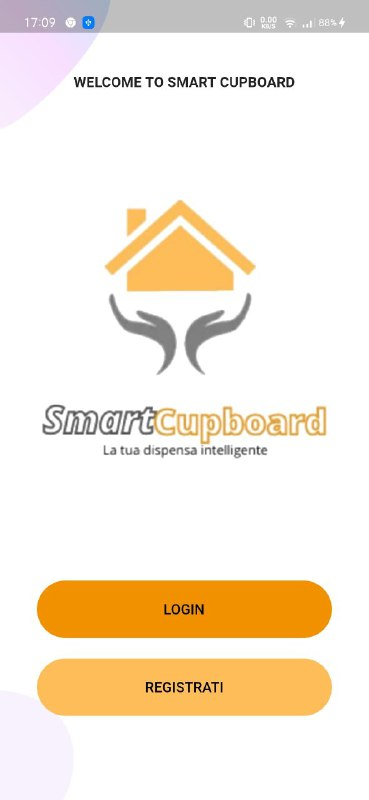 17:09 0.00 KB/S 88%
WELCOME TO SMART CUPBOARD
SmartCupboard
La tua dispensa intelligente
LOGIN
REGISTRATI